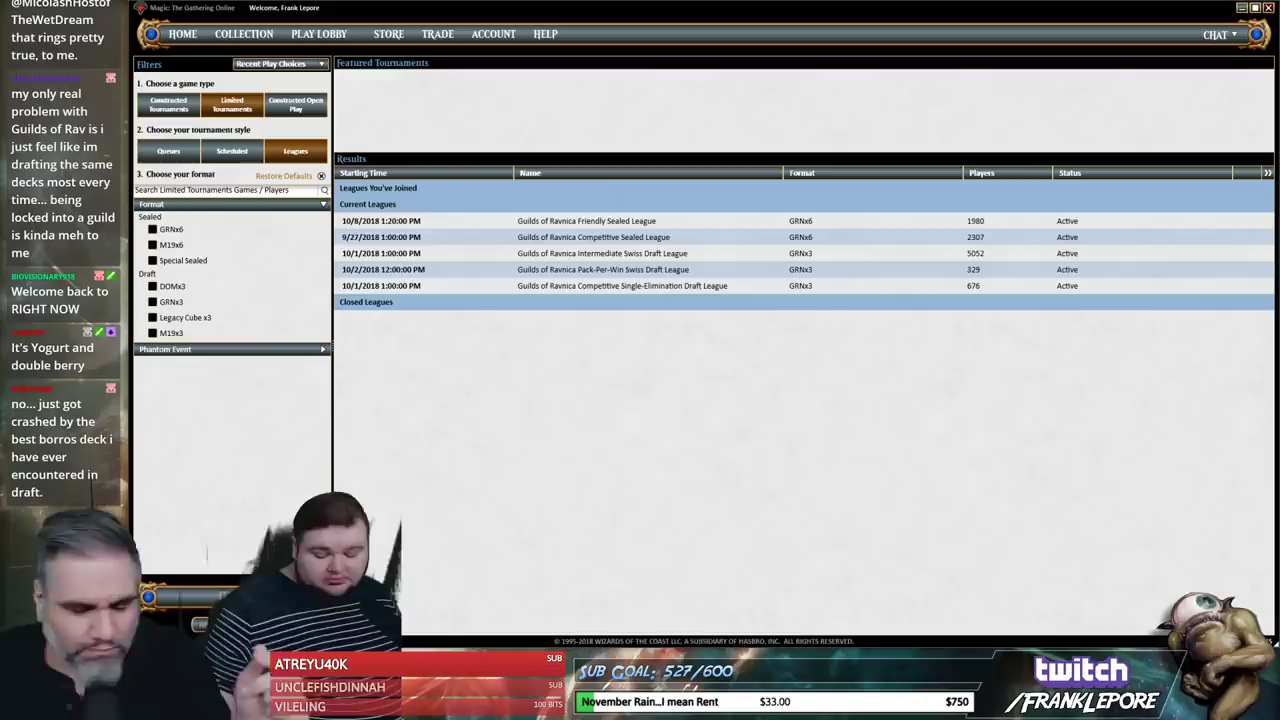 @MicolashHostof
TheWetDream
that rings pretty
true, to me.
my only real
problem with
Guilds of Rav is i
just feel like im
drafting the same
decks most every
time... being
locked into a guild
is kinda meh to
me
BIOVISIONARY938
Welcome back to
RIGHT NOW
It's Yogurt and
double berry
no... just got
crashed by the
best borros deck i
have ever
encountered in
draft.
Magic: The Gathering Online
Welcome, Frank Lepore
HOME
COLLECTION
PLAY LOBBY
STORE
TRADE
ACCOUNT
HELP
CHAT
Filters
Recent Play Choices
1. Choose a game type
Constructed Tournaments
Limited Tournaments
Constructed Open Play
2. Choose your tournament style
Queues
Scheduled
Leagues
3. Choose your format
Restore Defaults
Search Limited Tournaments Games / Players
Format
Sealed
GRNx6
M19x6
Special Sealed
Draft
DOMx3
GRNx3
Legacy Cube x3
M19x3
Phantom Event
Featured Tournaments
Results
Starting Time Name Format Players Status
Leagues You've Joined
Current Leagues
10/8/2018 1:20:00 PM Guilds of Ravnica Friendly Sealed League GRNx6 1980 Active
9/27/2018 1:00:00 PM Guilds of Ravnica Competitive Sealed League GRNx6 2307 Active
10/1/2018 1:00:00 PM Guilds of Ravnica Intermediate Swiss Draft League GRNx3 5052 Active
10/2/2018 12:00:00 PM Guilds of Ravnica Pack-Per-Win Swiss Draft League GRNx3 329 Active
10/1/2018 1:00:00 PM Guilds of Ravnica Competitive Single-Elimination Draft League GRNx3 676 Active
Closed Leagues
© 1995-2018 WIZARDS OF THE COAST LLC. A SUBSIDIARY OF HASBRO, INC. ALL RIGHTS RESERVED.
ATREYU40K SUB
UNCLEFISHDINNAH SUB
VILELING 100 BITS
SUB GOAL: 527/600
November Rain...I mean Rent $33.00 $750
twitch
/FRANKLEPORE